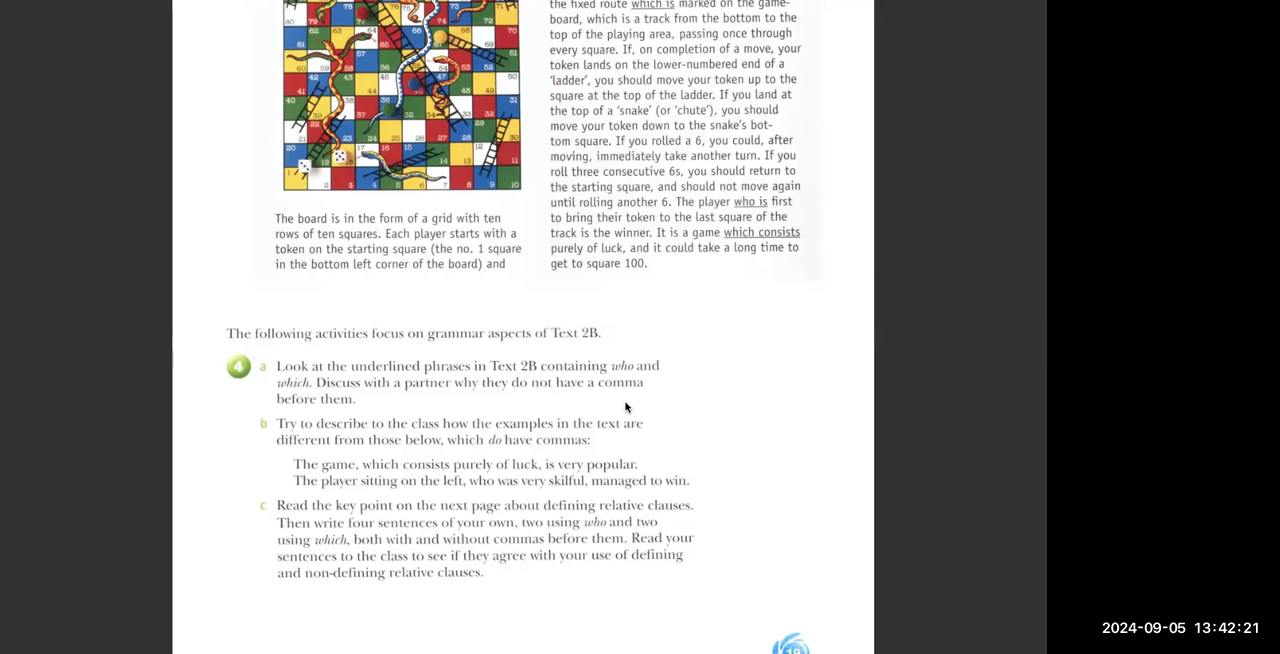 The board is in the form of a grid with ten
rows of ten squares. Each player starts with a
token on the starting square (the no. 1 square
in the bottom left corner of the board) and
the fixed route which is marked on the game-
board, which is a track from the bottom to the
top of the playing area, passing once through
every square. If, on completion of a move, your
token lands on the lower-numbered end of a
‘ladder’, you should move your token up to the
square at the top of the ladder. If you land at
the top of a ‘snake’ (or ‘chute’), you should
move your token down to the snake’s bot-
tom square. If you rolled a 6, you could, after
moving, immediately take another turn. If you
roll three consecutive 6s, you should return to
the starting square, and should not move again
until rolling another 6. The player who is first
to bring their token to the last square of the
track is the winner. It is a game which consists
purely of luck, and it could take a long time to
get to square 100.
The following activities focus on grammar aspects of Text 2B.
4 a Look at the underlined phrases in Text 2B containing who and
which. Discuss with a partner why they do not have a comma
before them.
b Try to describe to the class how the examples in the text are
different from those below, which do have commas:
The game, which consists purely of luck, is very popular.
The player sitting on the left, who was very skilful, managed to win.
c Read the key point on the next page about defining relative clauses.
Then write four sentences of your own, two using who and two
using which, both with and without commas before them. Read your
sentences to the class to see if they agree with your use of defining
and non-defining relative clauses.
19
2024-09-05 13:42:21